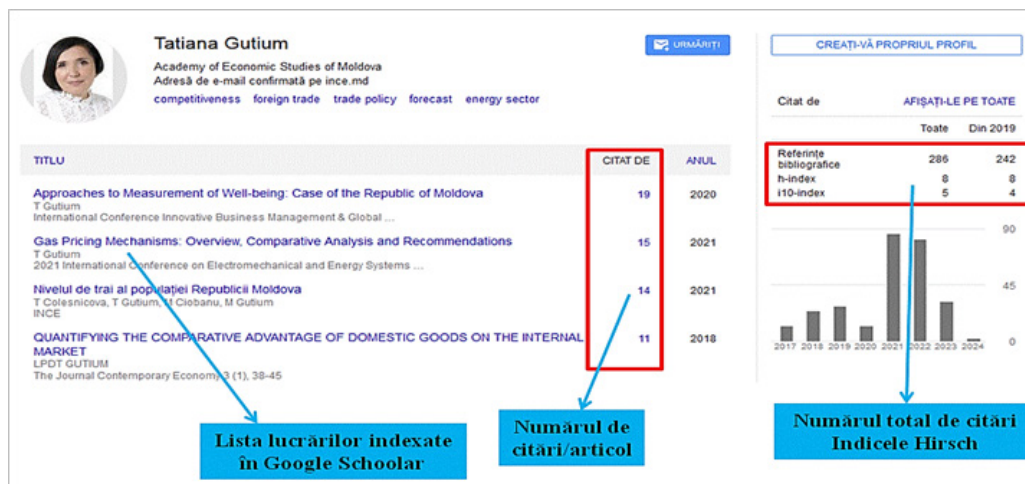 Tatiana Gutium
URMĂRIȚI
Academy of Economic Studies of Moldova
Adresă de e-mail confirmată pe ince.md
competitiveness foreign trade trade policy forecast energy sector
TITLU CITAT DE ANUL
Approaches to Measurement of Well-being: Case of the Republic of Moldova 19 2020
T Gutium
International Conference Innovative Business Management & Global ...
Gas Pricing Mechanisms: Overview, Comparative Analysis and Recommendations 15 2021
T Gutium
2021 International Conference on Electromechanical and Energy Systems ...
Nivelul de trai al populației Republicii Moldova 14 2021
T Colesnicova, T Gutium, M Ciobanu, M Gutium
INCE
QUANTIFYING THE COMPARATIVE ADVANTAGE OF DOMESTIC GOODS ON THE INTERNAL 11 2018
MARKET
LPDT GUTIUM
The Journal Contemporary Economy 3 (1), 38-45
CREAȚI-VĂ PROPRIUL PROFIL
Citat de AFIȘAȚI-LE PE TOATE
Toate Din 2019
Referințe
bibliografice 286 242
h-index 8 8
i10-index 5 4
90
45
0
2017 2018 2019 2020 2021 2022 2023 2024
Lista lucrărilor indexate
în Google Schoolar
Numărul de
citări/articol
Numărul total de citări
Indicele Hirsch